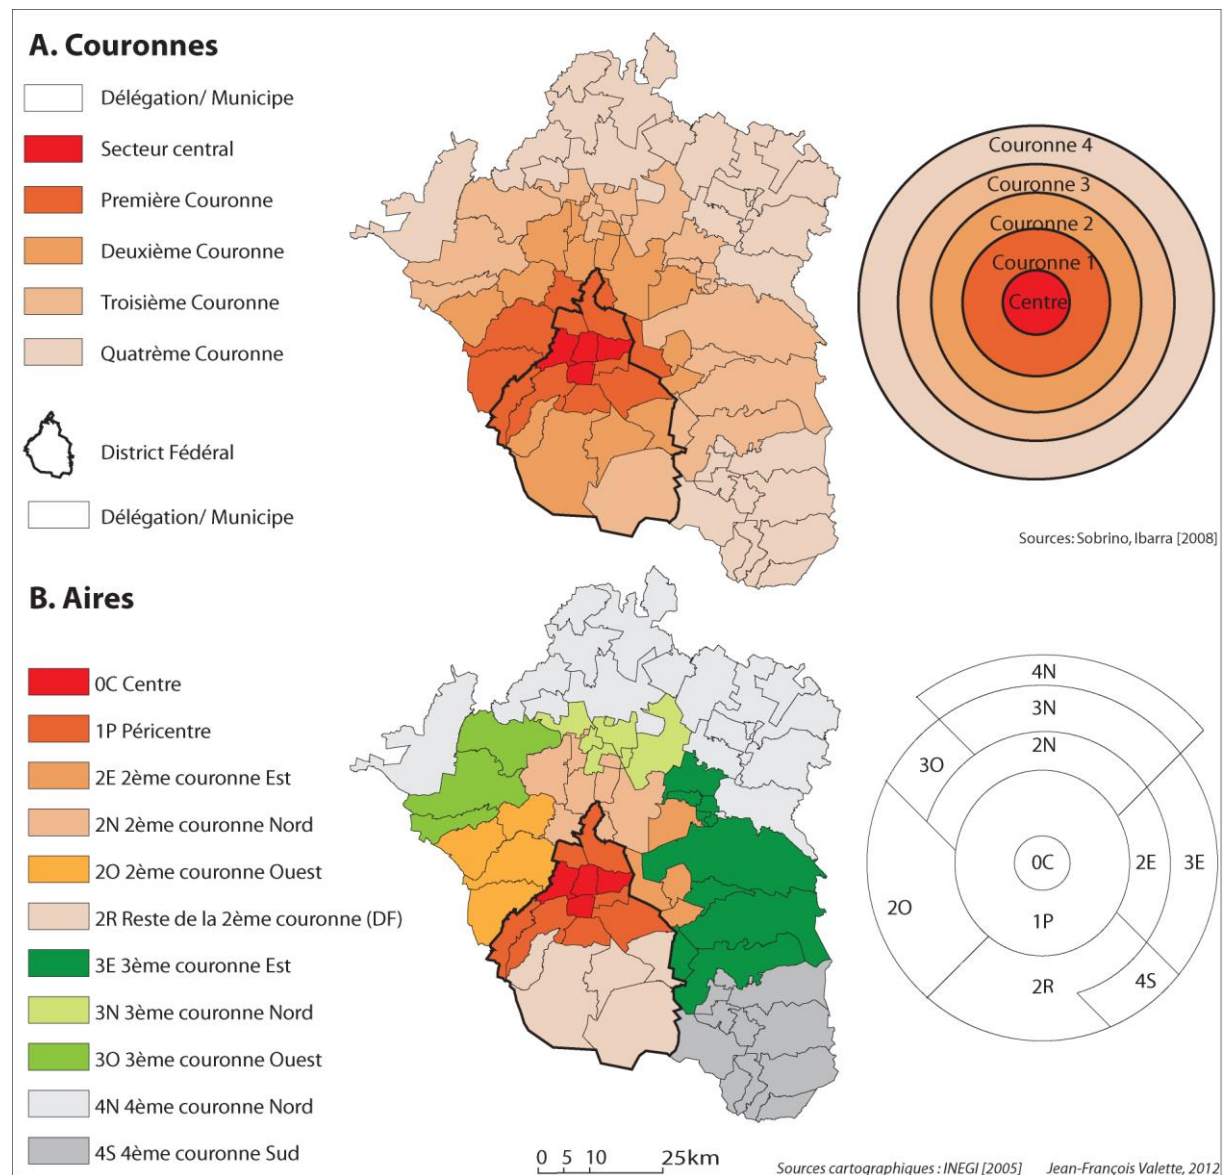 A. Couronnes
Délégation/ Municipe
Secteur central
Première Couronne
Deuxième Couronne
Troisième Couronne
Quatrème Couronne
District Fédéral
Délégation/ Municipe
Couronne 4
Couronne 3
Couronne 2
Couronne 1
Centre
Sources: Sobrino, Ibarra [2008]
B. Aires
0C Centre
1P Péricentre
2E 2ème couronne Est
2N 2ème couronne Nord
2O 2ème couronne Ouest
2R Reste de la 2ème couronne (DF)
3E 3ème couronne Est
3N 3ème couronne Nord
3O 3ème couronne Ouest
4N 4ème couronne Nord
4S 4ème couronne Sud
4N
3N
2N
3O
0C
2E
3E
2O
1P
2R
4S
0 5 10 25km
Sources cartographiques : INEGI [2005] Jean-François Valette, 2012